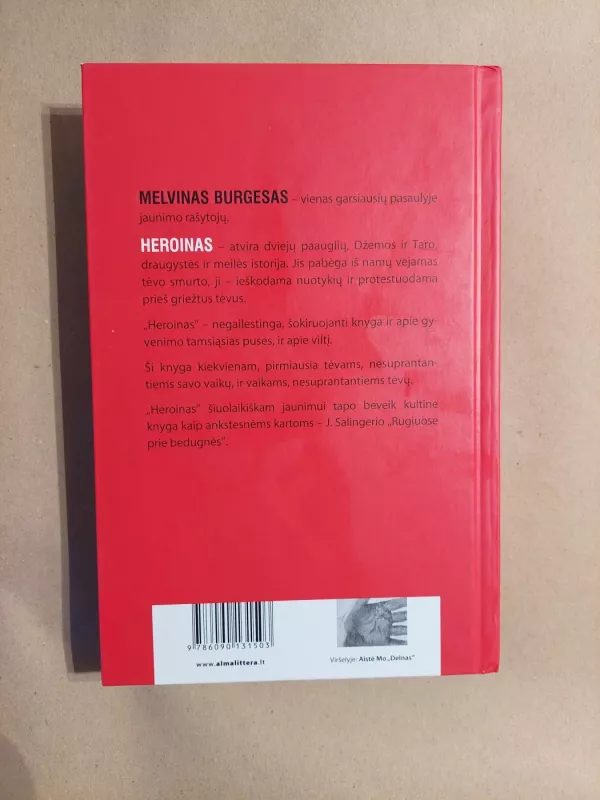 MELVINAS BURGESAS – vienas garsiausių pasaulyje
jaunimo rašytojų.
HEROINAS – atvira dviejų paauglių, Džemos ir Taro,
draugystės ir meilės istorija. Jis pabėga iš namų vejamas
tėvo smurto, ji – ieškodama nuotykių ir protestuodama
prieš griežtus tėvus.
„Heroinas“ – negailestinga, šokiruojanti knyga ir apie gy-
venimo tamsiąsias puses, ir apie viltį.
Ši knyga kiekvienam, pirmiausia tėvams, nesuprantan-
tiems savo vaikų, ir vaikams, nesuprantantiems tėvų.
„Heroinas“ šiuolaikiškam jaunimui tapo beveik kultine
knyga kaip ankstesnėms kartoms – J. Salingerio „Rugiuose
prie bedugnės“.
9 786090 131503
www.almalittera.lt
Viršelyje: Aistė Mo „Delnas“